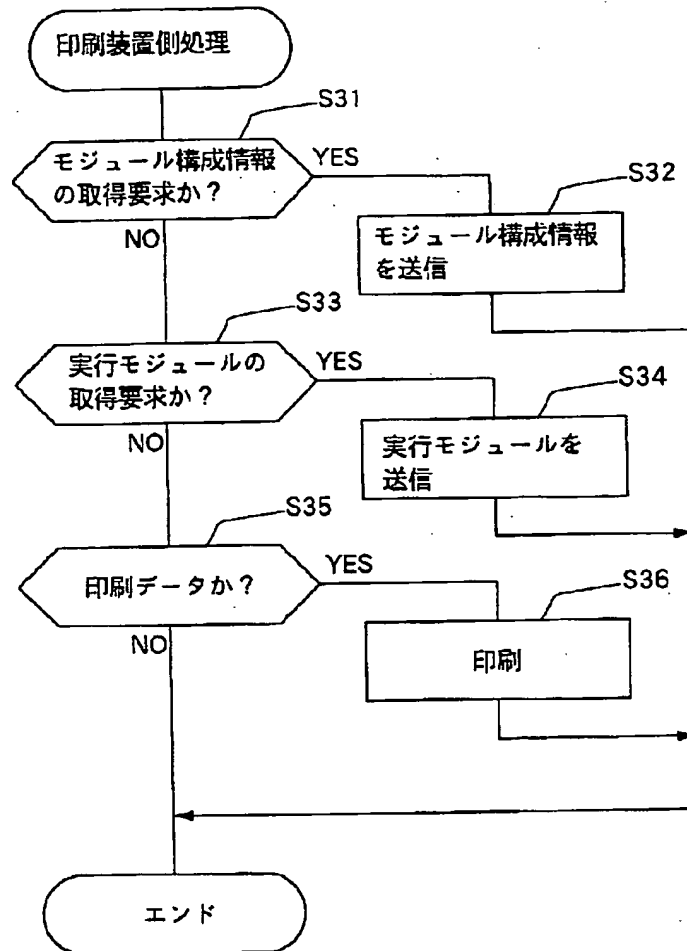 印刷装置側処理
S31
モジュール構成情報
の取得要求か?
YES
NO
S32
モジュール構成情報
を送信
S33
実行モジュールの
取得要求か?
YES
NO
S34
実行モジュールを
送信
S35
印刷データか?
YES
NO
S36
印刷
エンド